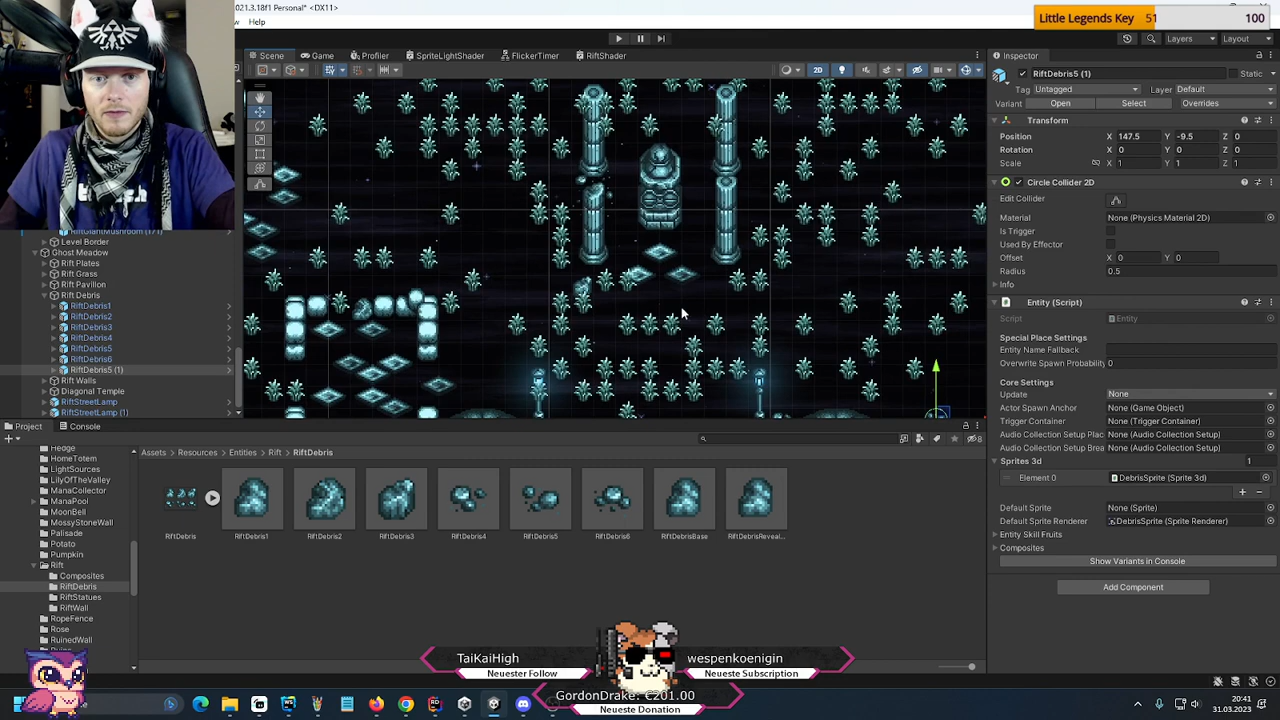 2021.3.18f1 Personal* <DX11>
Little Legends Key 51 100
Help
Layers
Layout
Scene
Game
Profiler
SpriteLightShader
FlickerTimer
RiftShader
2D
RiftGiantMushroom (171)
Level Border
Ghost Meadow
Rift Plates
Rift Grass
Rift Pavillon
Rift Debris
RiftDebris1
RiftDebris2
RiftDebris3
RiftDebris4
RiftDebris5
RiftDebris6
RiftDebris5 (1)
Rift Walls
Diagonal Temple
RiftStreetLamp
RiftStreetLamp (1)
Inspector
RiftDebris5 (1)
Static
Tag Untagged Layer Default
Variant Open Select Overrides
Transform
Position X 147.5 Y -9.5 Z 0
Rotation X 0 Y 0 Z 0
Scale X 1 Y 1 Z 1
Circle Collider 2D
Edit Collider
Material None (Physics Material 2D)
Is Trigger
Used By Effector
Offset X 0 Y 0
Radius 0.5
Info
Entity (Script)
Script Entity
Special Place Settings
Entity Name Fallback
Overwrite Spawn Probability 0
Core Settings
Update None
Actor Spawn Anchor None (Game Object)
Trigger Container None (Trigger Container)
Audio Collection Setup Plac None (Audio Collection Setup)
Audio Collection Setup Brea None (Audio Collection Setup)
Sprites 3d 1
Element 0 DebrisSprite (Sprite 3d)
Default Sprite None (Sprite)
Default Sprite Renderer DebrisSprite (Sprite Renderer)
Entity Skill Fruits
Composites
Show Variants in Console
Add Component
Project
Console
8
Hedge
HomeTotem
LightSources
LilyOfTheValley
ManaCollector
ManaPool
MoonBell
MossyStoneWall
Palisade
Potato
Pumpkin
Rift
Composites
RiftDebris
RiftStatues
RiftWall
RopeFence
Rose
RuinedWall
Assets > Resources > Entities > Rift > RiftDebris
RiftDebris
RiftDebris1
RiftDebris2
RiftDebris3
RiftDebris4
RiftDebris5
RiftDebris6
RiftDebrisBase
RiftDebrisReveal...
TaiKaiHigh
Neuester Follow
wespenkoenigin
Neueste Subscription
GordonDrake: €201.00
Neueste Donation
20:41
31.08.2023